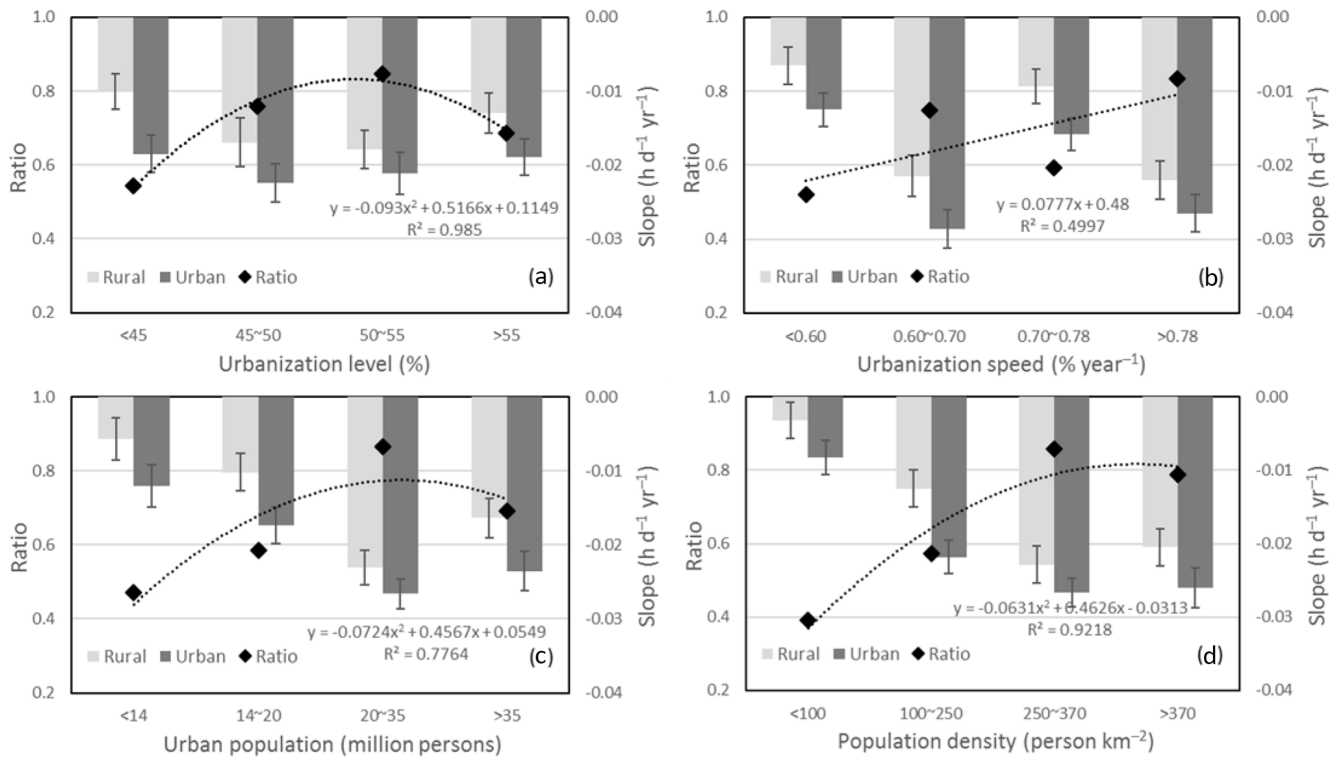 1.0
0.8
0.6
0.4
0.2
Ratio
0.00
-0.01
-0.02
-0.03
-0.04
Slope (h d⁻¹ yr⁻¹)
y = -0.093x² + 0.5166x + 0.1149
R² = 0.985
Rural Urban Ratio
(a)
<45 45~50 50~55 >55
Urbanization level (%)
1.0
0.8
0.6
0.4
0.2
Ratio
0.00
-0.01
-0.02
-0.03
-0.04
Slope (h d⁻¹ yr⁻¹)
y = 0.0777x + 0.48
R² = 0.4997
Rural Urban Ratio
(b)
<0.60 0.60~0.70 0.70~0.78 >0.78
Urbanization speed (% year⁻¹)
1.0
0.8
0.6
0.4
0.2
Ratio
0.00
-0.01
-0.02
-0.03
-0.04
Slope (h d⁻¹ yr⁻¹)
y = -0.0724x² + 0.4567x + 0.0549
R² = 0.7764
Rural Urban Ratio
(c)
<14 14~20 20~35 >35
Urban population (million persons)
1.0
0.8
0.6
0.4
0.2
Ratio
0.00
-0.01
-0.02
-0.03
-0.04
Slope (h d⁻¹ yr⁻¹)
y = -0.0631x² + 0.4626x - 0.0313
R² = 0.9218
Rural Urban Ratio
(d)
<100 100~250 250~370 >370
Population density (person km⁻²)